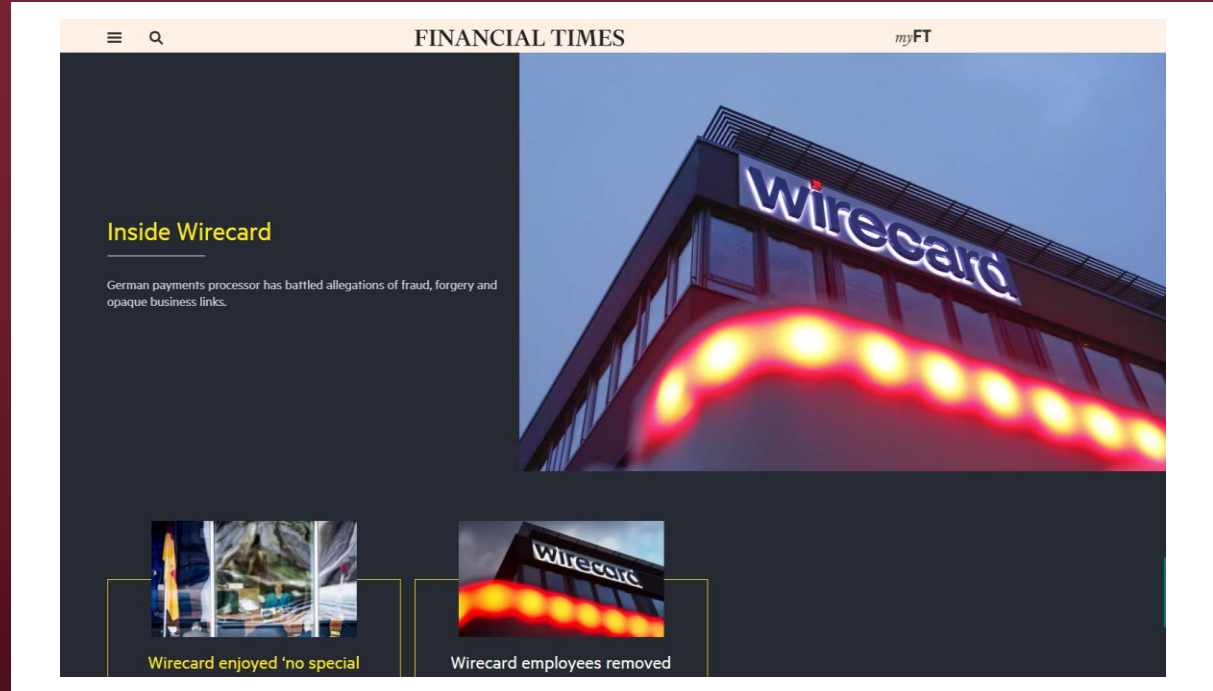 FINANCIAL TIMES
myFT
wirecard
Inside Wirecard
German payments processor has battled allegations of fraud, forgery and
opaque business links.
wirecard
Wirecard enjoyed ‘no special
Wirecard employees removed